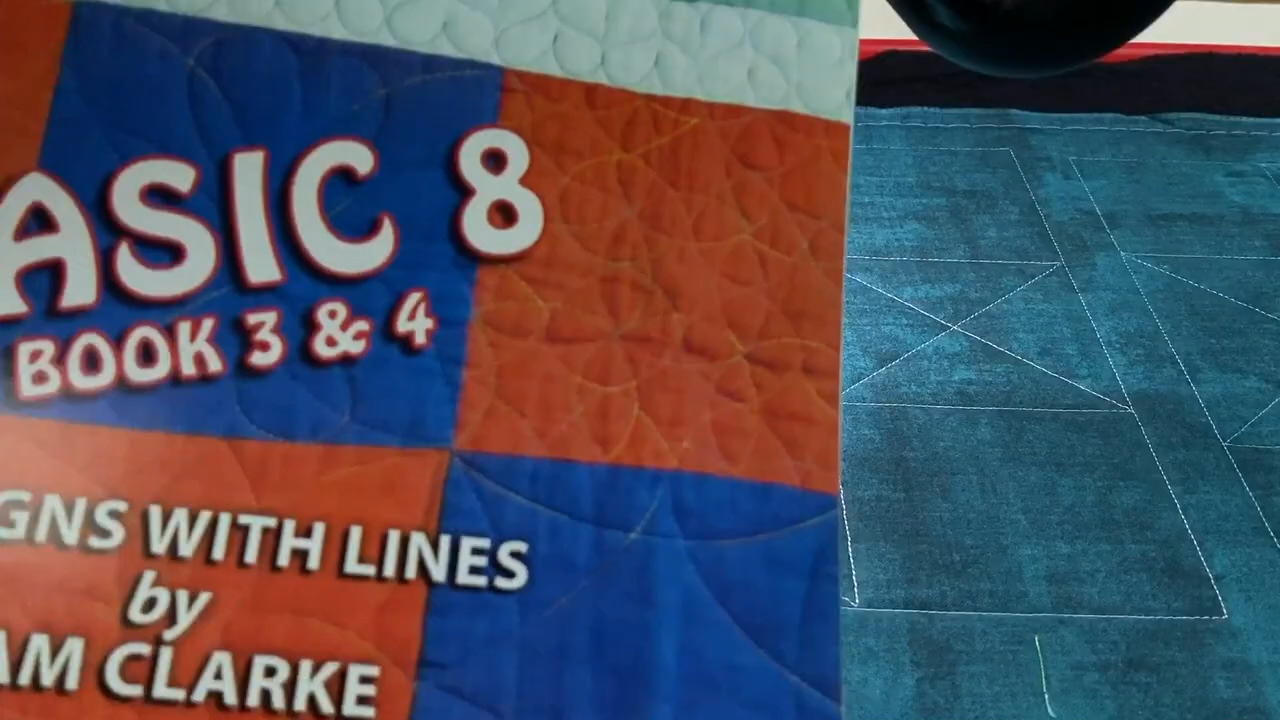 ASIC 8
BOOK 3 & 4
GNS WITH LINES
by
AM CLARKE